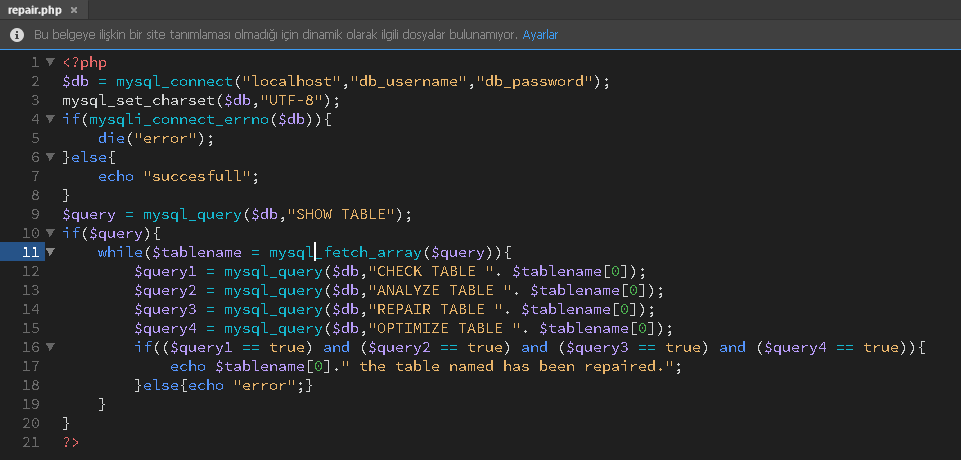 repair.php ×
Bu belgeye ilişkin bir site tanımlaması olmadığı için dinamik olarak ilgili dosyalar bulunamıyor. Ayarlar
1 <?php
2 $db = mysql_connect("localhost","db_username","db_password");
3 mysql_set_charset($db,"UTF-8");
4 if(mysqli_connect_errno($db)){
5 die("error");
6 }else{
7 echo "succesfull";
8 }
9 $query = mysql_query($db,"SHOW TABLE");
10 if($query){
11 while($tablename = mysql_fetch_array($query)){
12 $query1 = mysql_query($db,"CHECK TABLE ". $tablename[0]);
13 $query2 = mysql_query($db,"ANALYZE TABLE ". $tablename[0]);
14 $query3 = mysql_query($db,"REPAIR TABLE ". $tablename[0]);
15 $query4 = mysql_query($db,"OPTIMIZE TABLE ". $tablename[0]);
16 if(($query1 == true) and ($query2 == true) and ($query3 == true) and ($query4 == true)){
17 echo $tablename[0]." the table named has been repaired.";
18 }else{echo "error";}
19 }
20 }
21 ?>